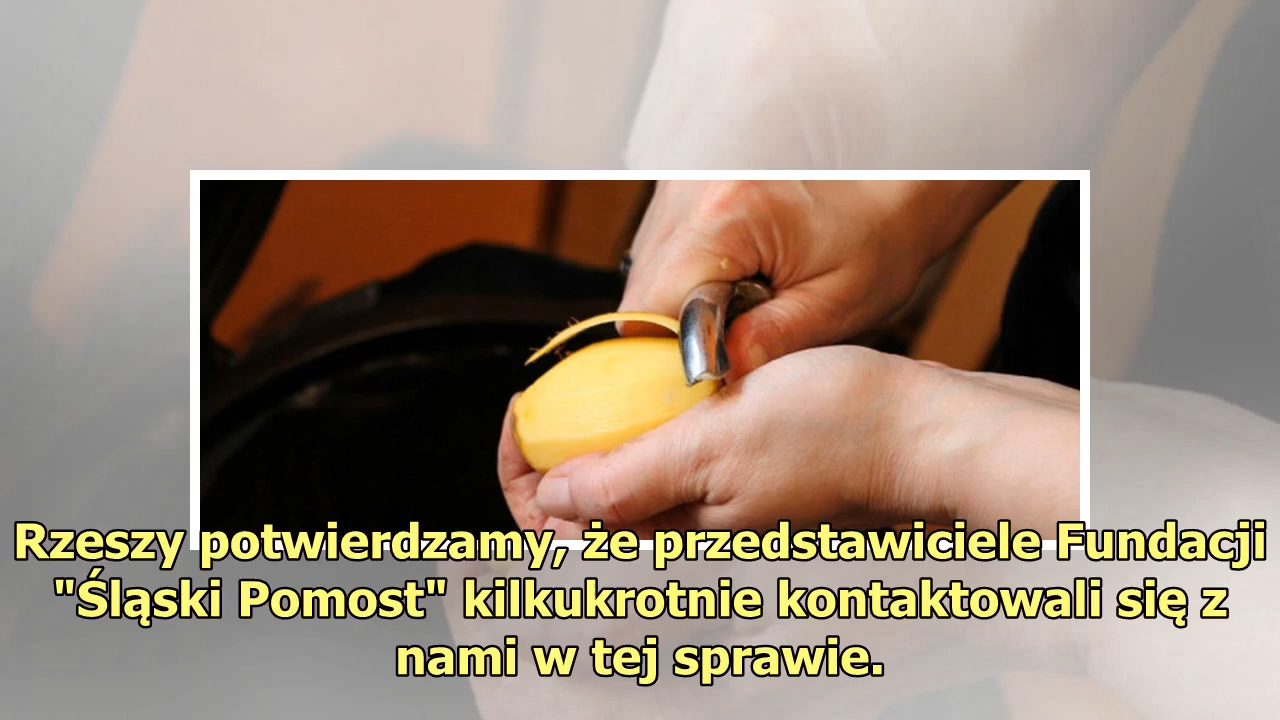 Rzeszy potwierdzamy, że przedstawiciele Fundacji
"Śląski Pomost" kilkukrotnie kontaktowali się z
nami w tej sprawie.